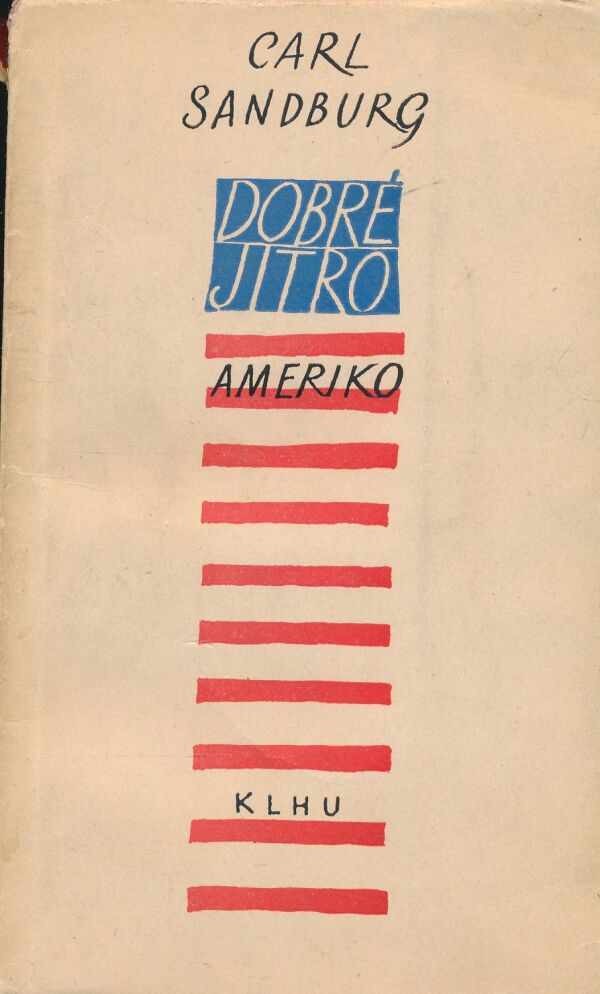 CARL
SANDBURG
DOBRÉ
JITRO
AMERIKO
KLHU